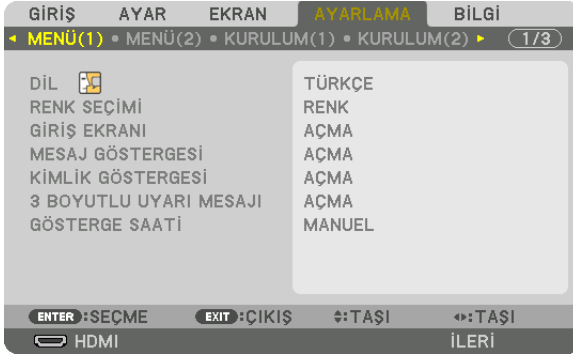 GİRİŞ AYAR EKRAN AYARLAMA BİLGİ
MENÜ(1) • MENÜ(2) • KURULUM(1) • KURULUM(2) 1/3
DİL TÜRKÇE
RENK SEÇİMİ RENK
GİRİŞ EKRANI AÇMA
MESAJ GÖSTERGESİ AÇMA
KİMLİK GÖSTERGESİ AÇMA
3 BOYUTLU UYARI MESAJI AÇMA
GÖSTERGE SAATİ MANUEL
ENTER :SEÇME EXIT :ÇIKIŞ :TAŞI :TAŞI
HDMI İLERİ